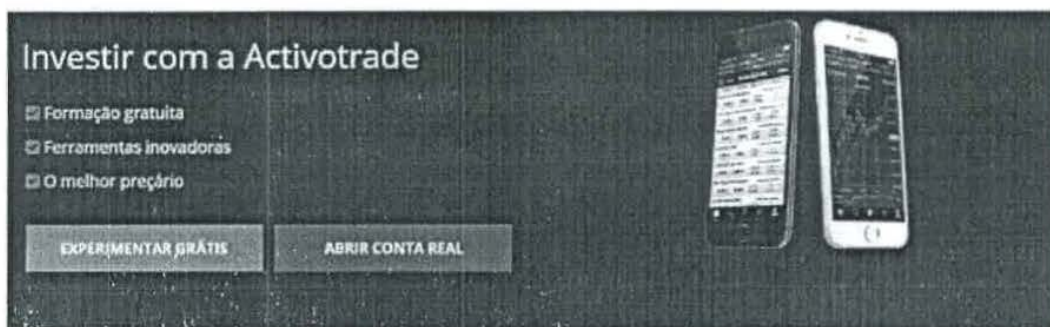 Investir com a Activotrade
Formação gratuita
Ferramentas inovadoras
O melhor preçário
EXPERIMENTAR GRÁTIS
ABRIR CONTA REAL